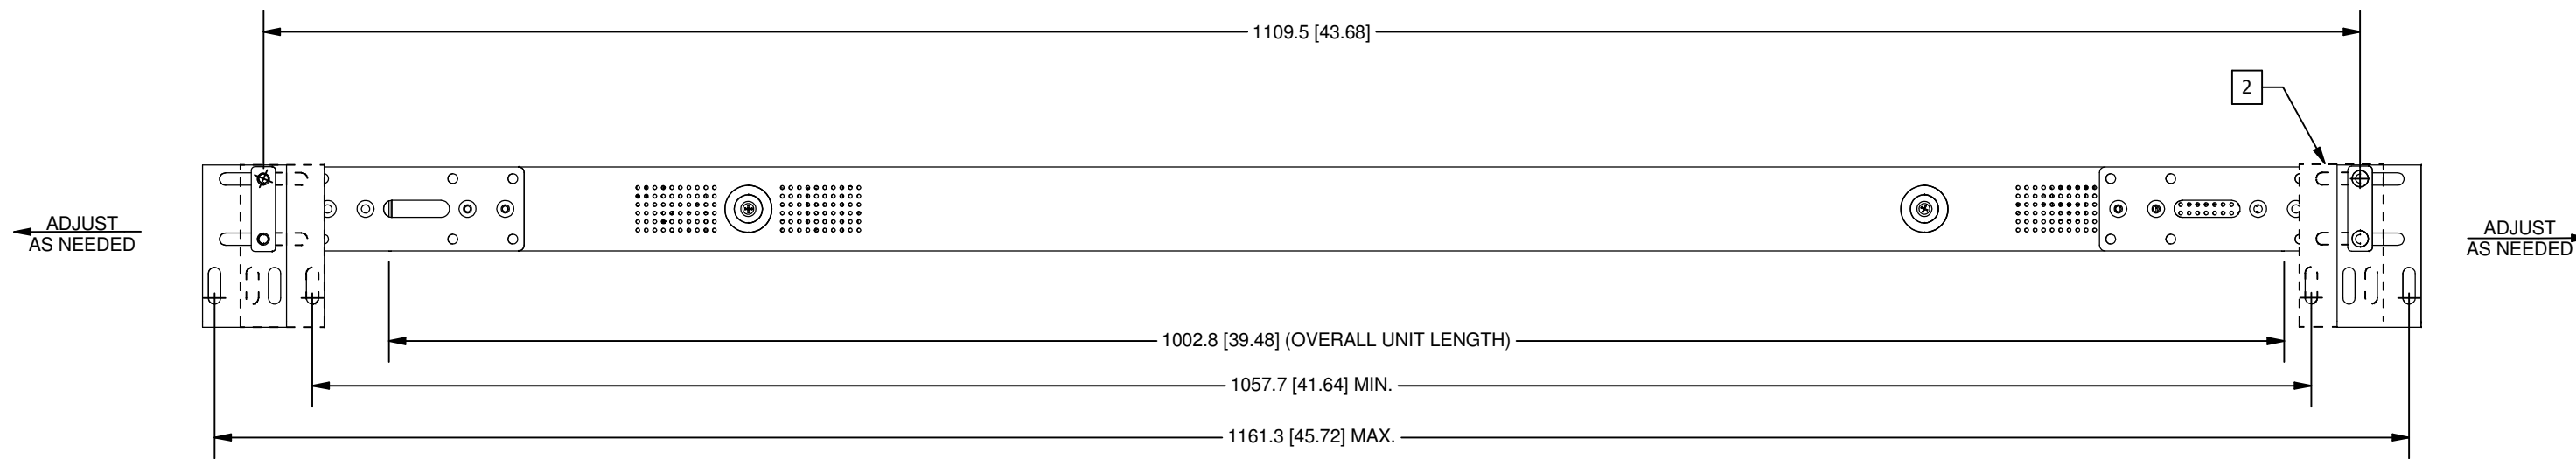 1109.5 [43.68]
2
ADJUST
AS NEEDED
ADJUST
AS NEEDED
1002.8 [39.48] (OVERALL UNIT LENGTH)
1057.7 [41.64] MIN.
1161.3 [45.72] MAX.